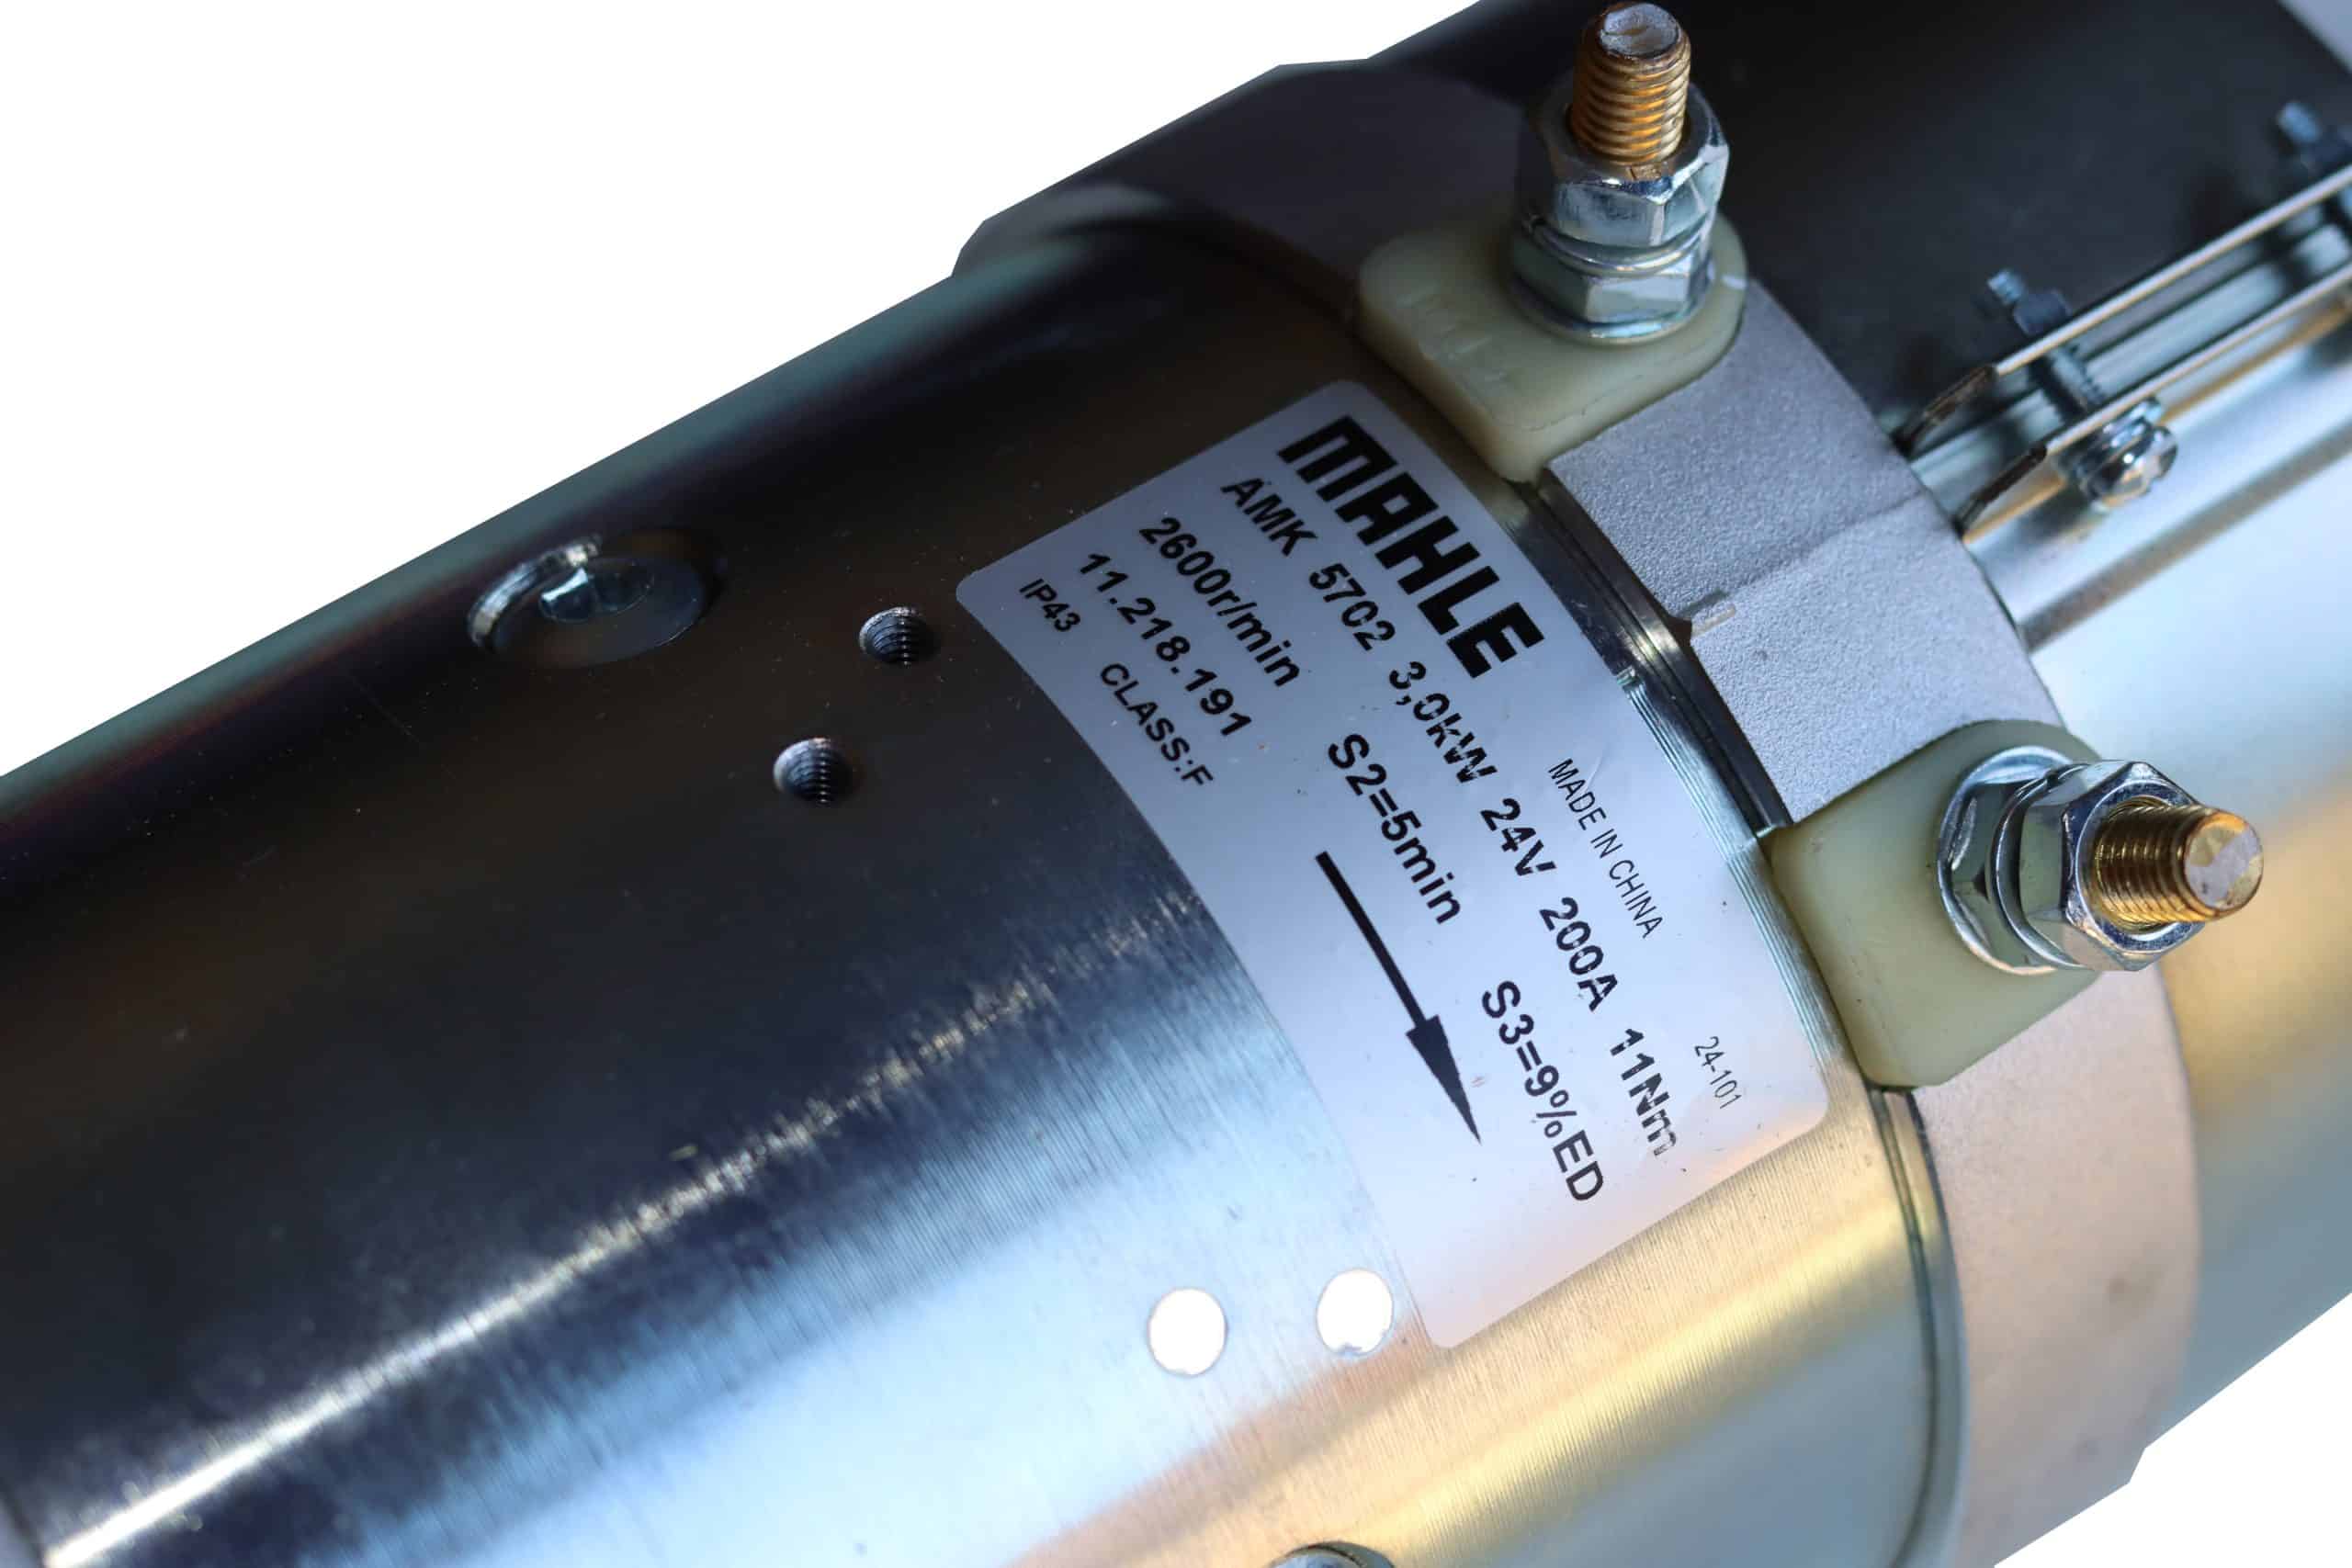 MAHLE
MADE IN CHINA 24-101
AMK 5702 3,0kW 24V 200A 11Nm
2600r/min S2=5min S3=9%ED
11.218.191
IP43 CLASS:F